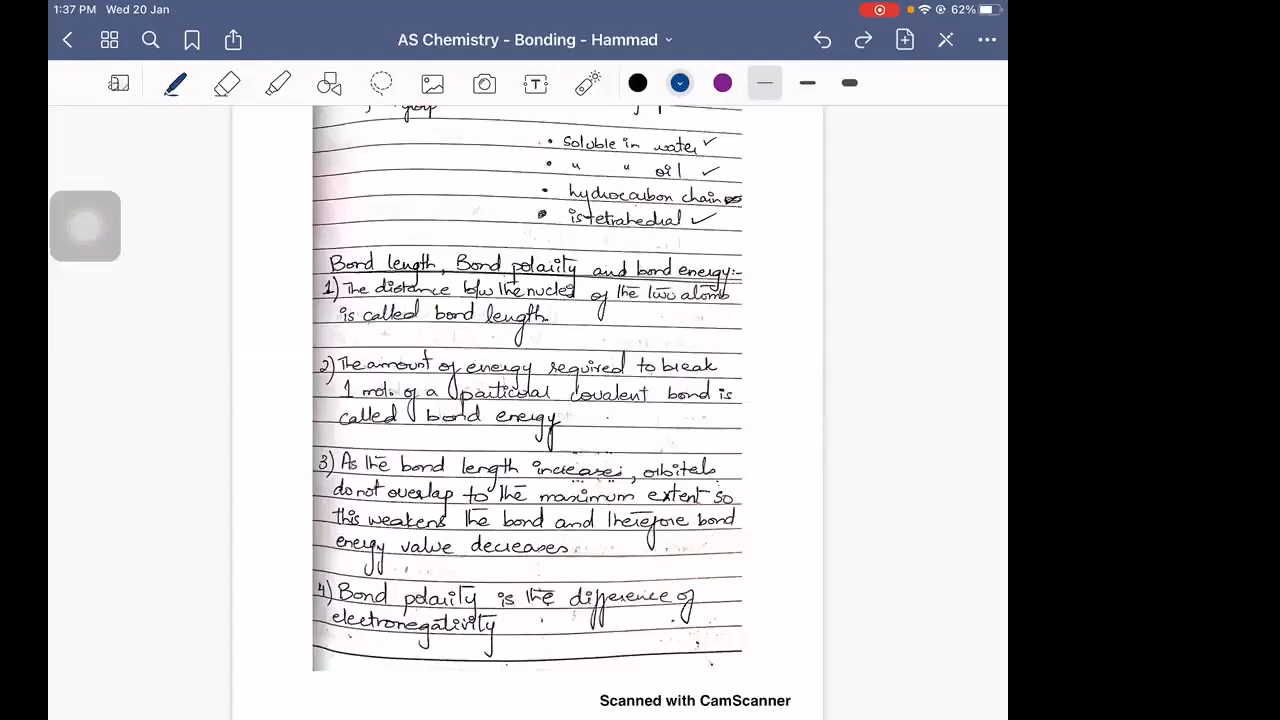 1:37 PM Wed 20 Jan
62%
AS Chemistry - Bonding - Hammad
T
group
• soluble in water ✓
• " " oil ✓
• hydrocarbon chain
• is tetrahedral ✓
Bond length, Bond polarity and bond energy:-
1) The distance b/w the nuclei of the two atoms
is called bond length.
2) The amount of energy required to break
1 mol. of a particular covalent bond is
called bond energy
3) As the bond length increases, orbitals
do not overlap to the maximum extent so
this weakens the bond and therefore bond
energy value decreases.
4) Bond polarity is the difference of
electronegativity
Scanned with CamScanner